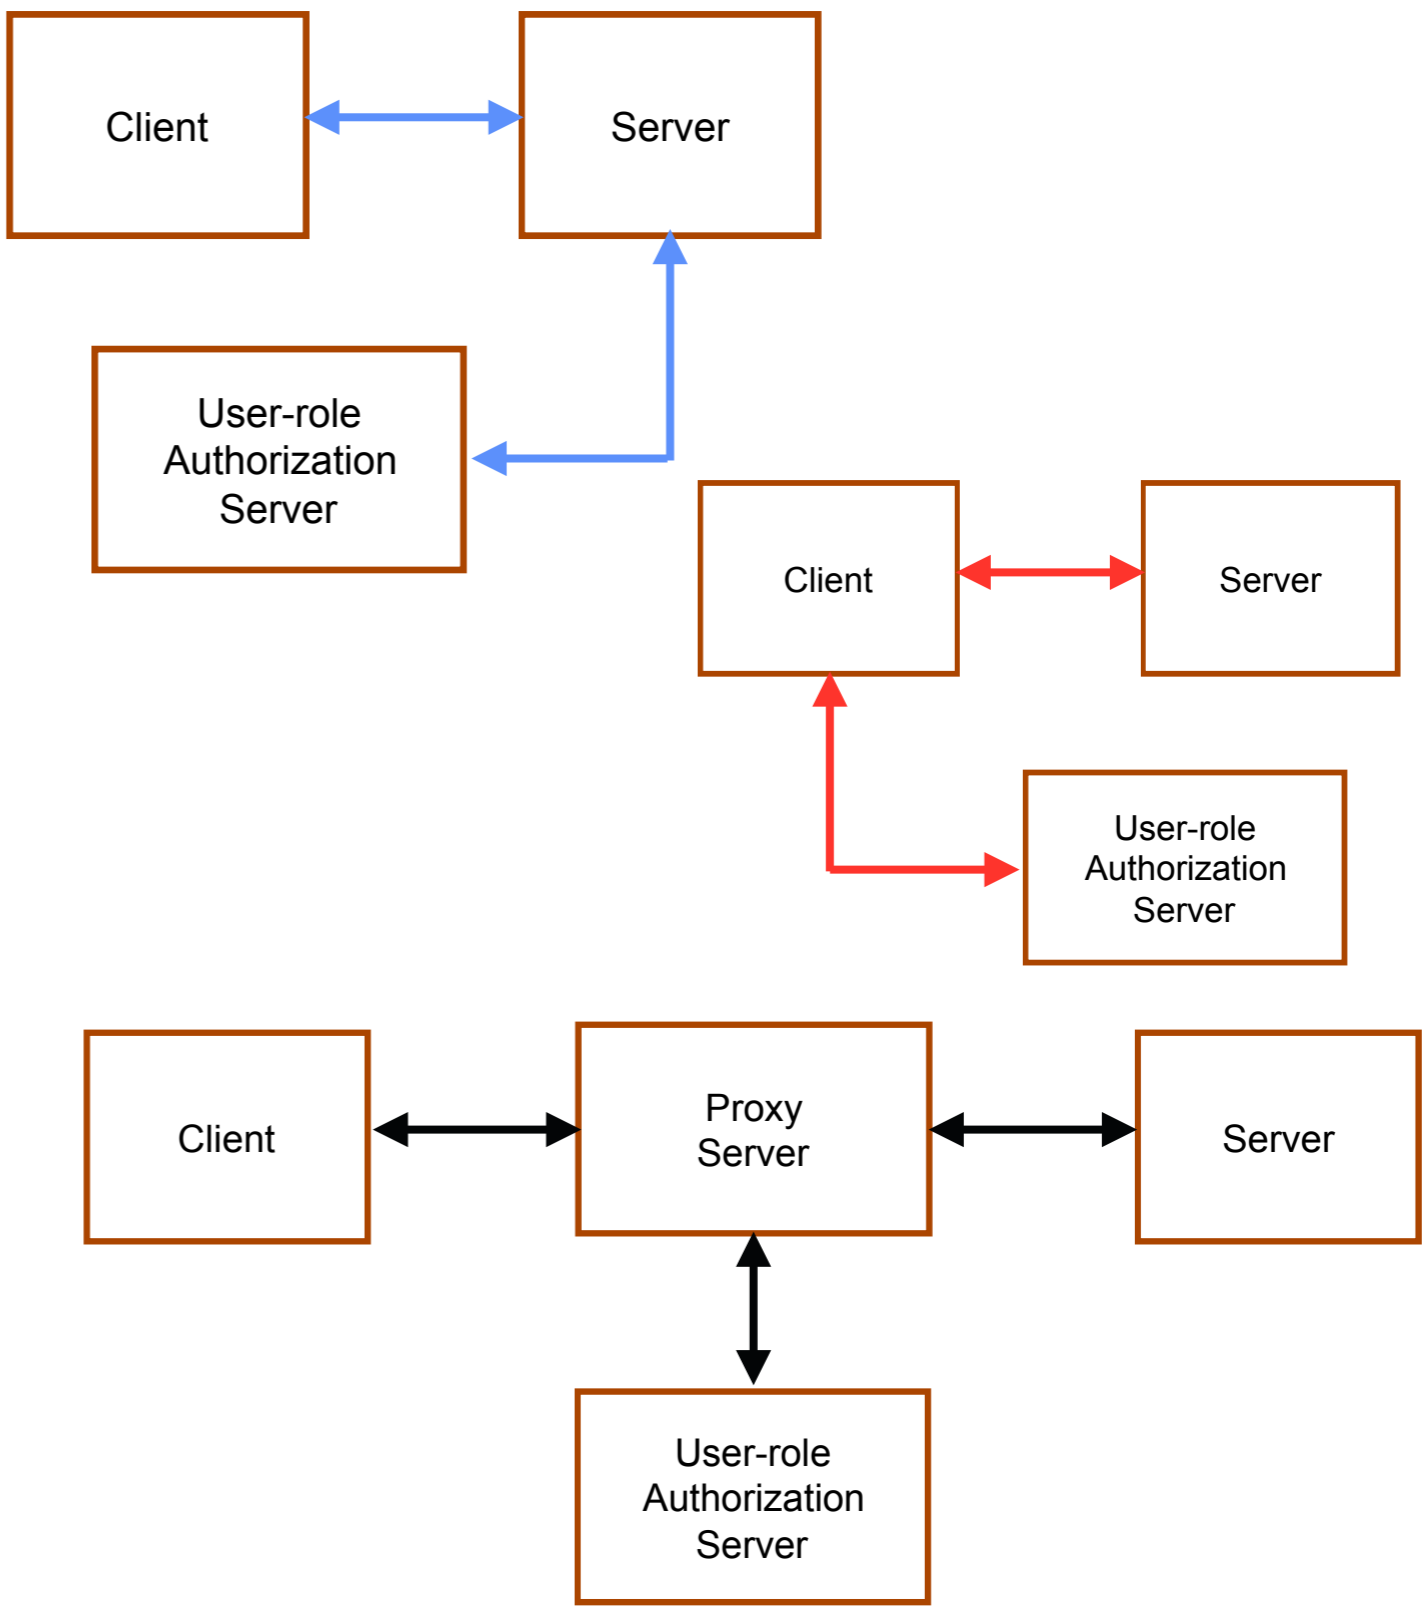 Client
Server
User-role
Authorization
Server
Client
Server
User-role
Authorization
Server
Client
Proxy
Server
Server
User-role
Authorization
Server